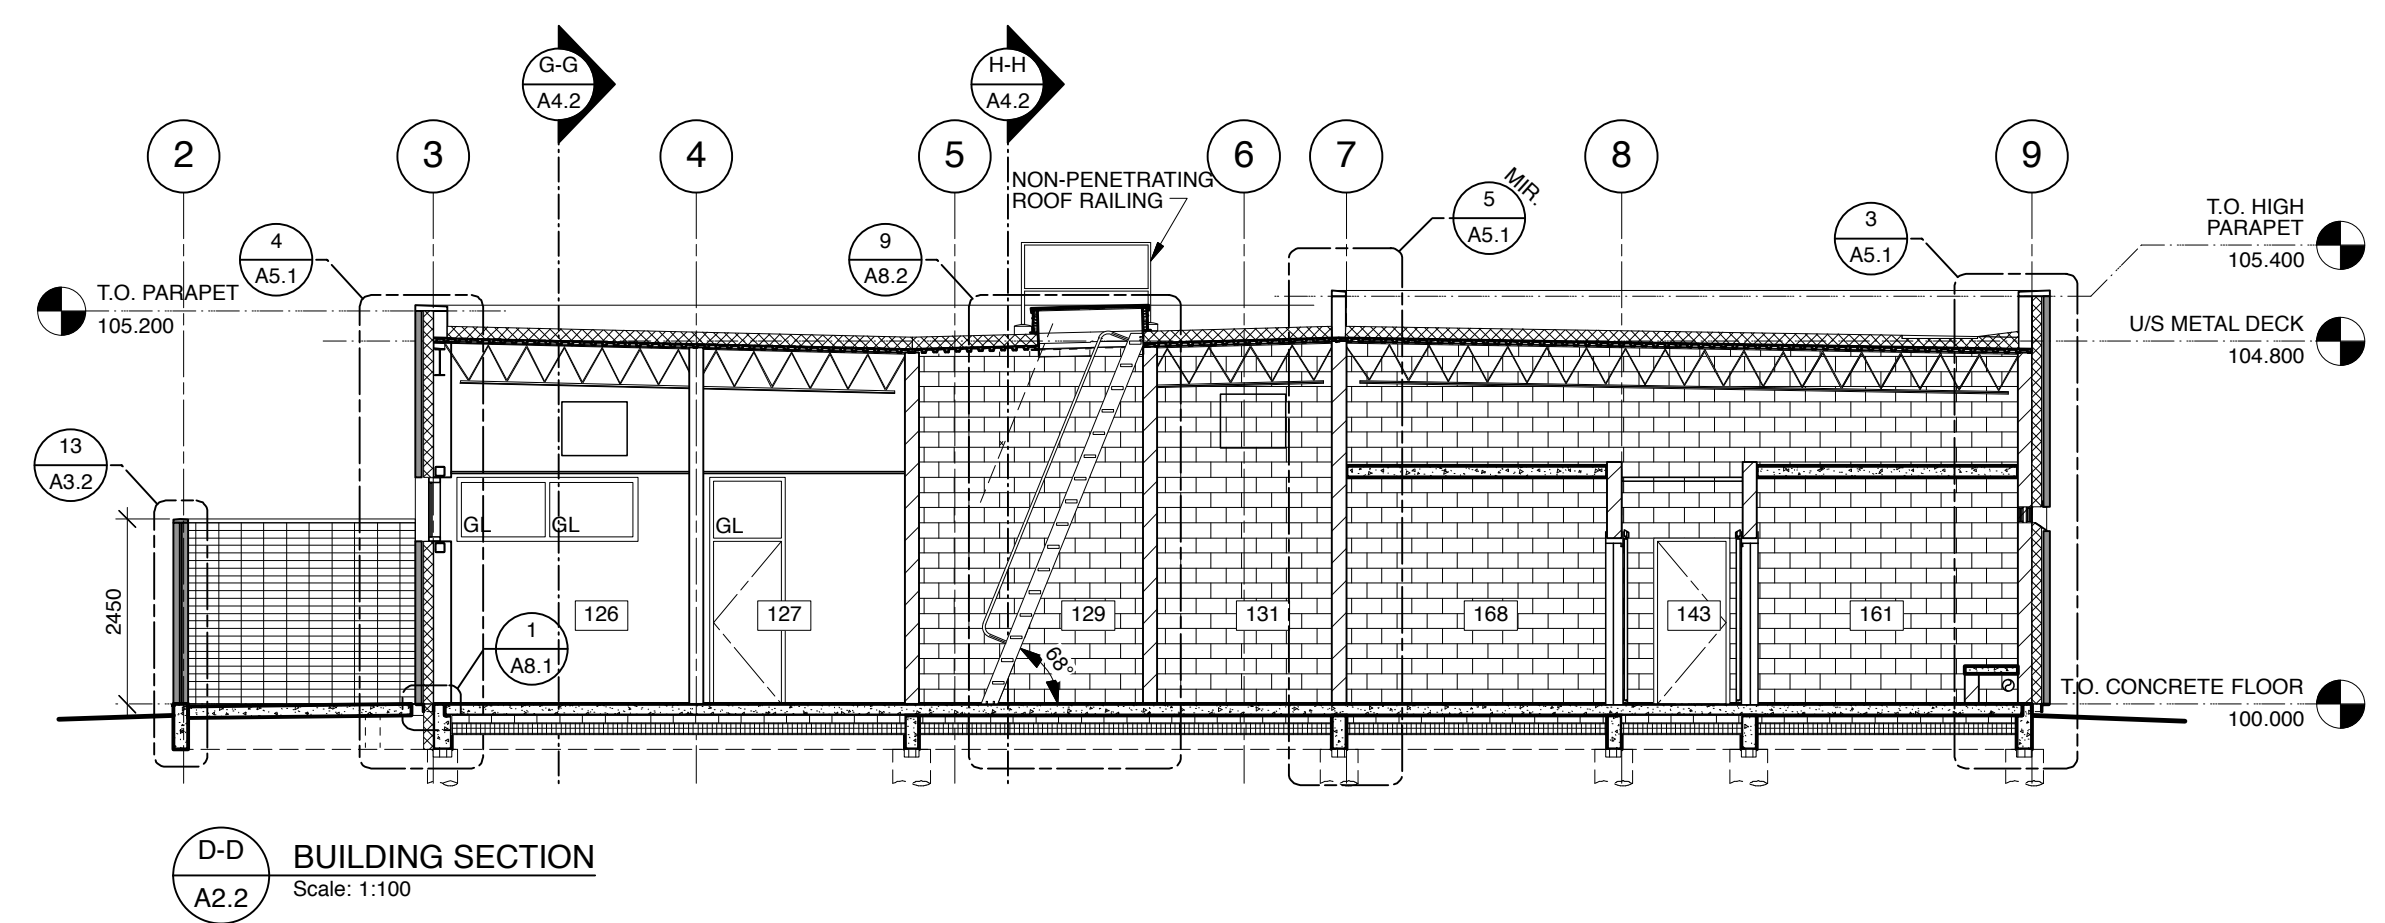 G-G
A4.2
H-H
A4.2
2
3
4
5
6
7
8
9
NON-PENETRATING
ROOF RAILING
MIR.
5
A5.1
4
A5.1
9
A8.2
3
A5.1
T.O. HIGH
PARAPET
105.400
T.O. PARAPET
105.200
U/S METAL DECK
104.800
13
A3.2
GL
GL
GL
2450
126
127
129
131
168
143
161
1
A8.1
68°
T.O. CONCRETE FLOOR
100.000
D-D
A2.2
BUILDING SECTION
Scale: 1:100